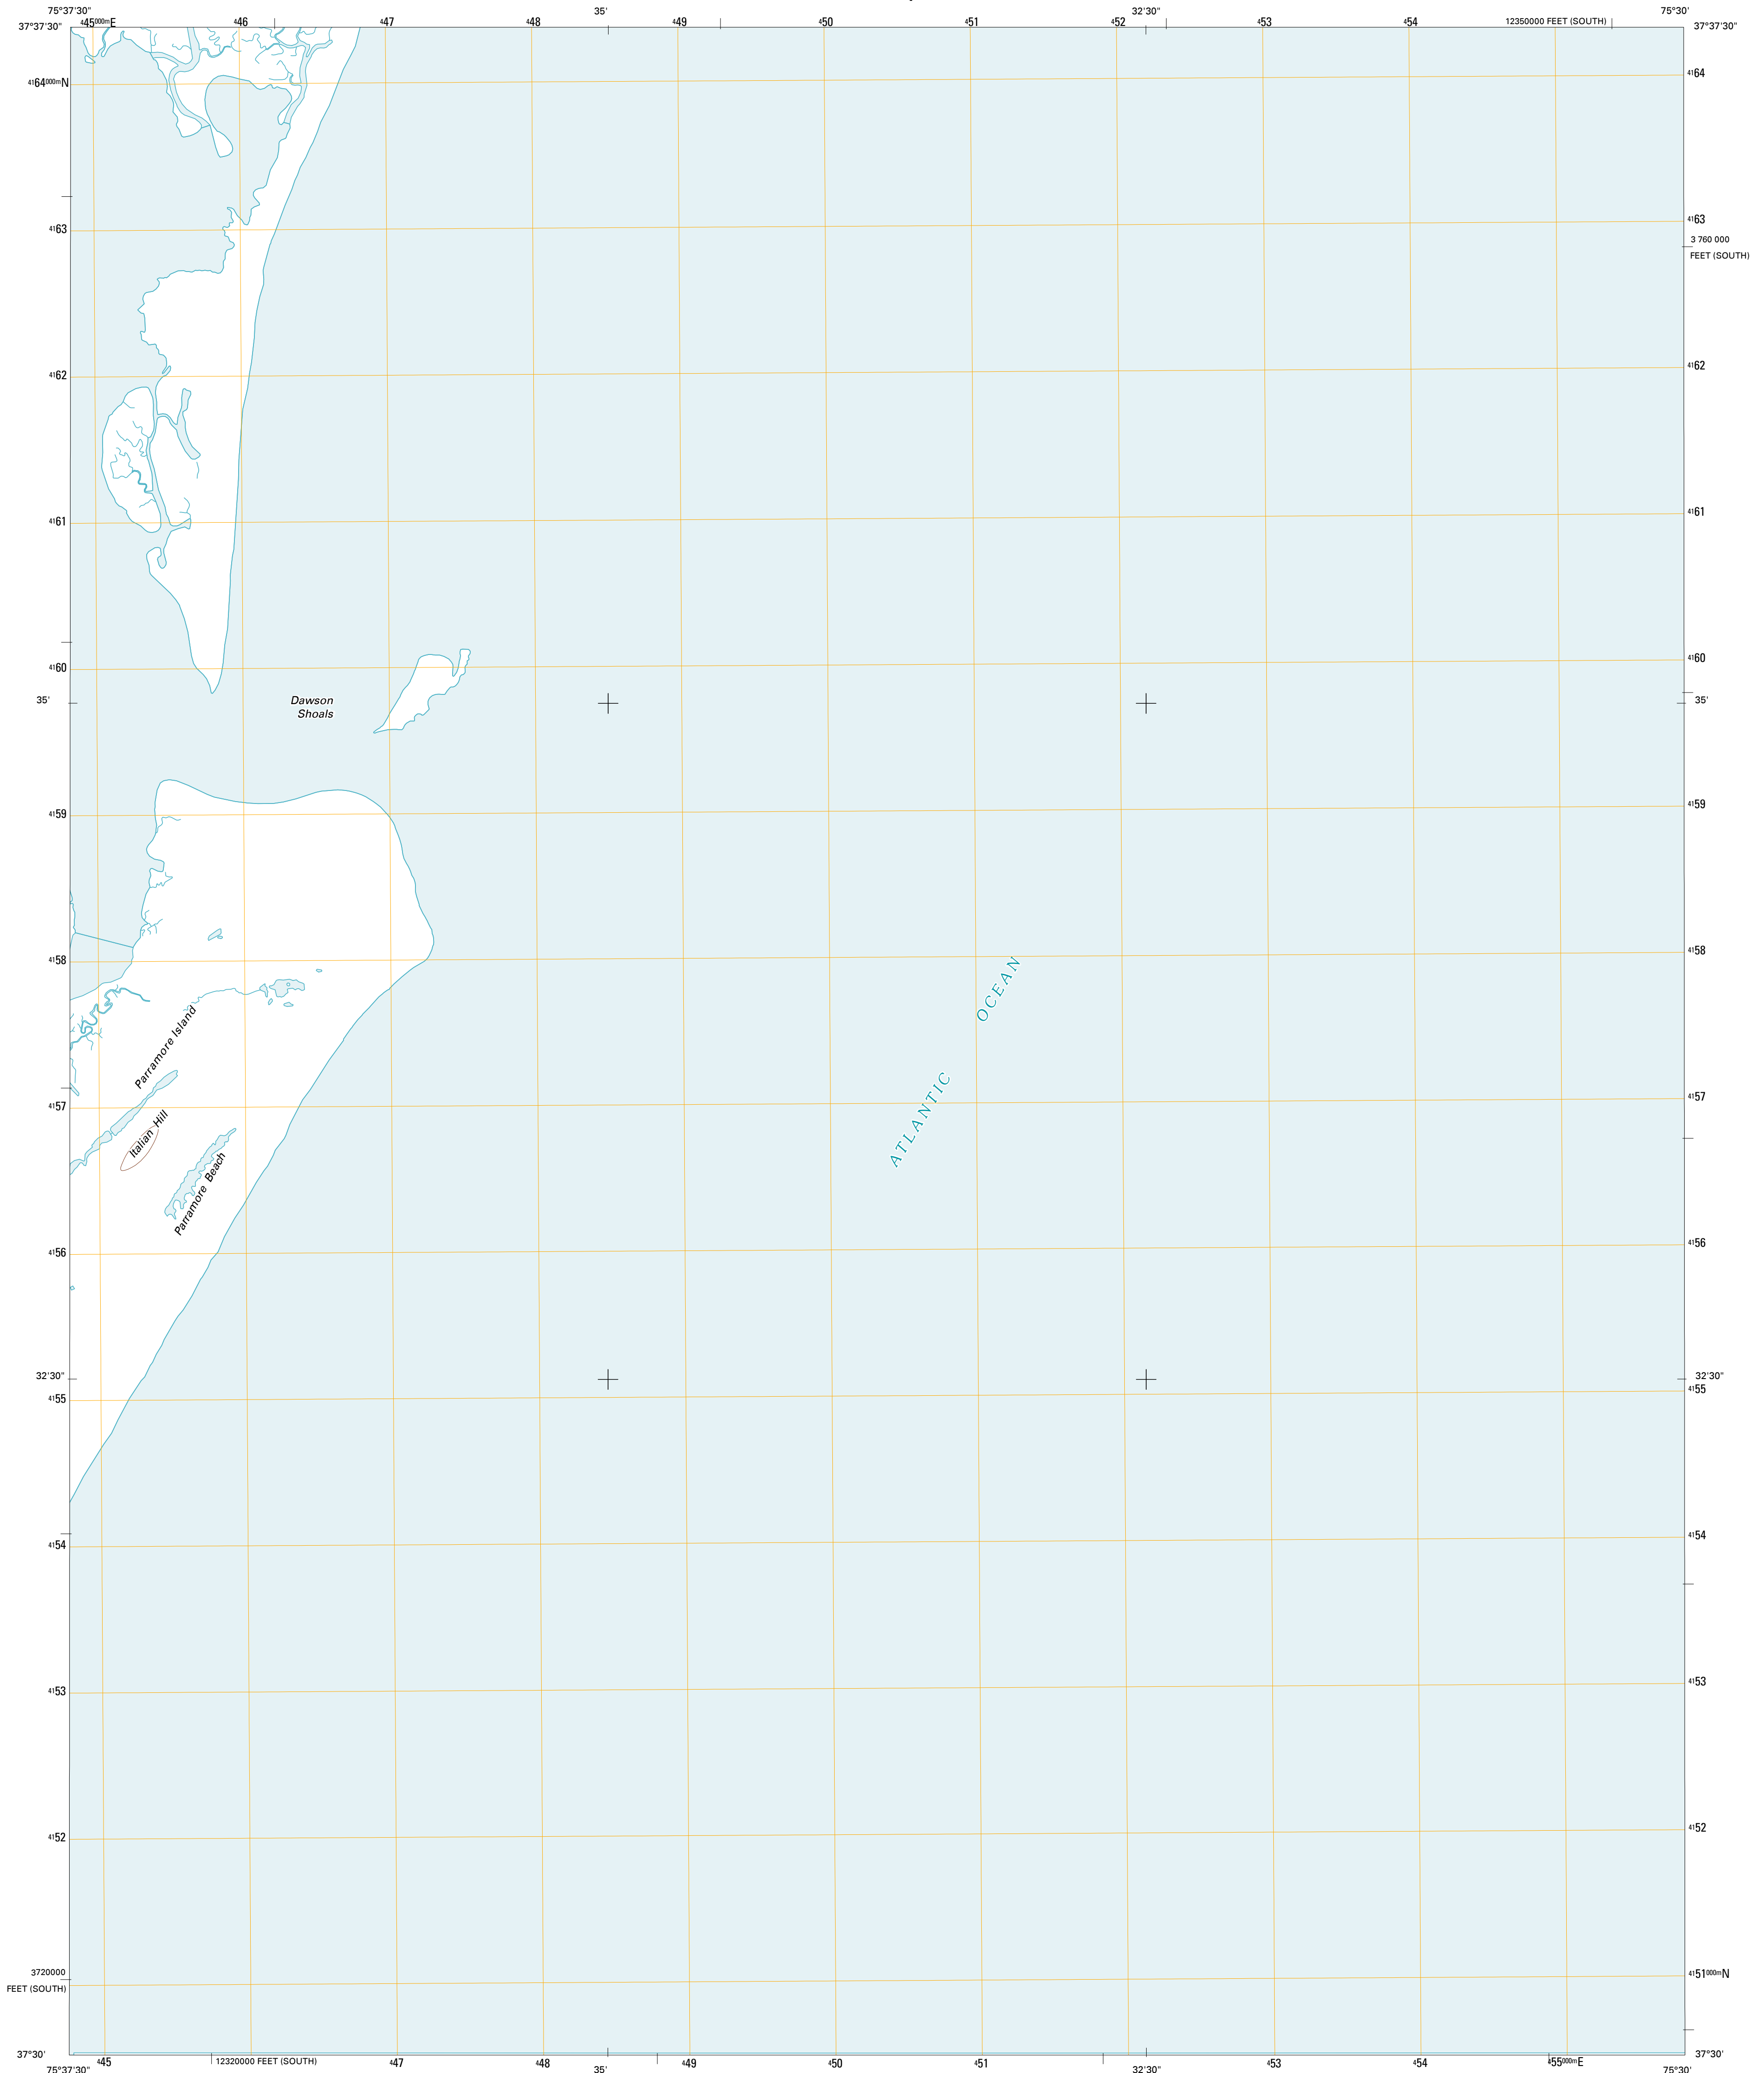 75°37'30" 35' 32'30" 75°30'
37°37'30" 445000mE 446 447 448 449 450 451 452 453 454 12350000 FEET (SOUTH) 37°37'30"
4164000mN 4164
4163 4163
3 760 000
FEET (SOUTH)
4162 4162
4161 4161
4160 4160
35' 35'
Dawson
Shoals
4159 4159
4158 4158
OCEAN
Parramore Island
ATLANTIC
4157 4157
Italian Hill
Parramore Beach
4156 4156
32'30" 32'30"
4155 4155
4154 4154
4153 4153
4152 4152
3720000
FEET (SOUTH)
4151000mN
37°30' 37°30'
445 12320000 FEET (SOUTH) 447 448 449 450 451 453 454 455000mE
75°37'30" 35' 32'30" 75°30'